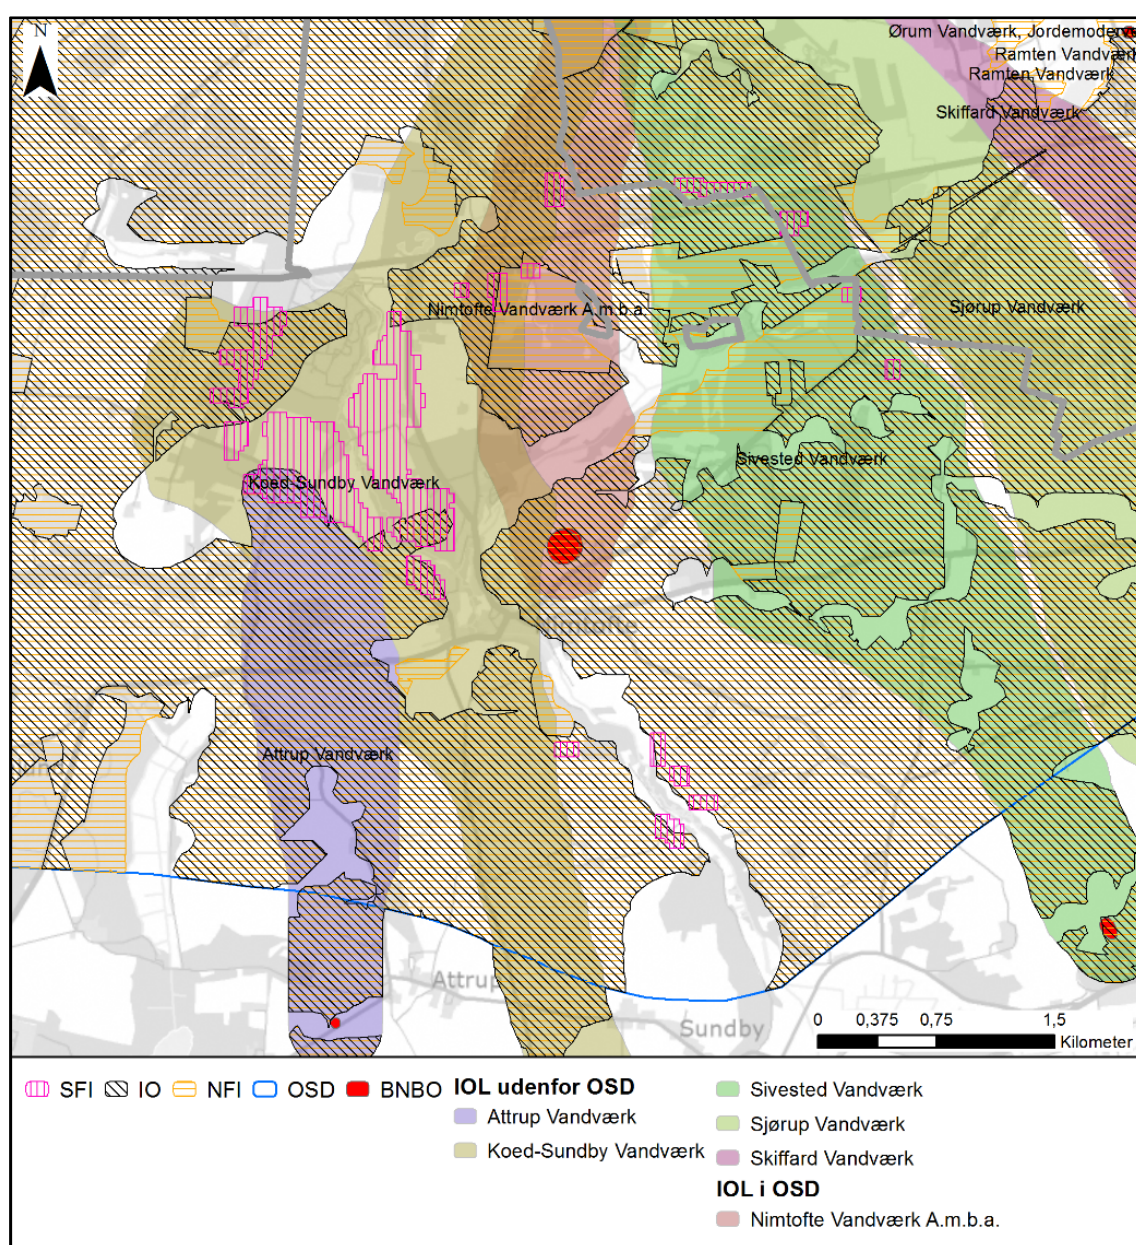 N
Ørum Vandværk, Jordemoderve
Ramten Vandværk
Ramten Vandværk
Skiffard Vandværk
Nimtofte Vandværk A.m.b.a.
Sjørup Vandværk
Sivested Vandværk
Koed-Sundby Vandværk
Nimtofte
Attrup Vandværk
Attrup
Sundby
0 0,375 0,75 1,5
Kilometer
SFI IO NFI OSD BNBO
IOL udenfor OSD
Attrup Vandværk
Koed-Sundby Vandværk
Sivested Vandværk
Sjørup Vandværk
Skiffard Vandværk
IOL i OSD
Nimtofte Vandværk A.m.b.a.